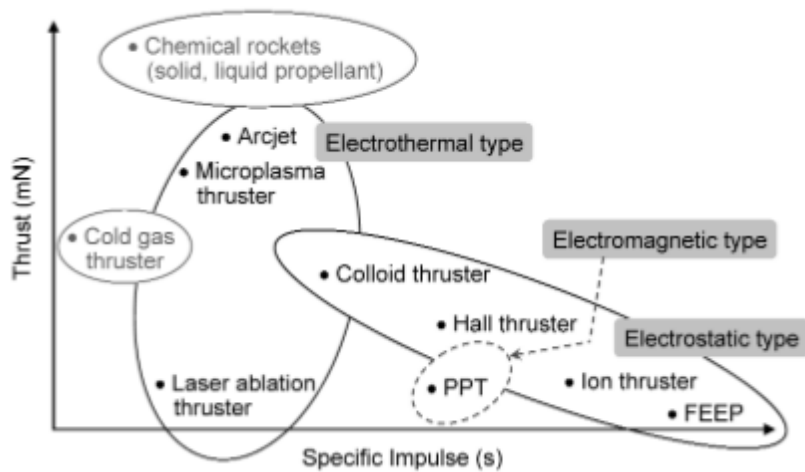 • Chemical rockets
(solid, liquid propellant)
• Arcjet
Electrothermal type
• Microplasma
thruster
• Cold gas
thruster
Electromagnetic type
• Colloid thruster
• Hall thruster
Electrostatic type
• Laser ablation
thruster
• PPT
• Ion thruster
• FEEP
Thrust (mN)
Specific Impulse (s)